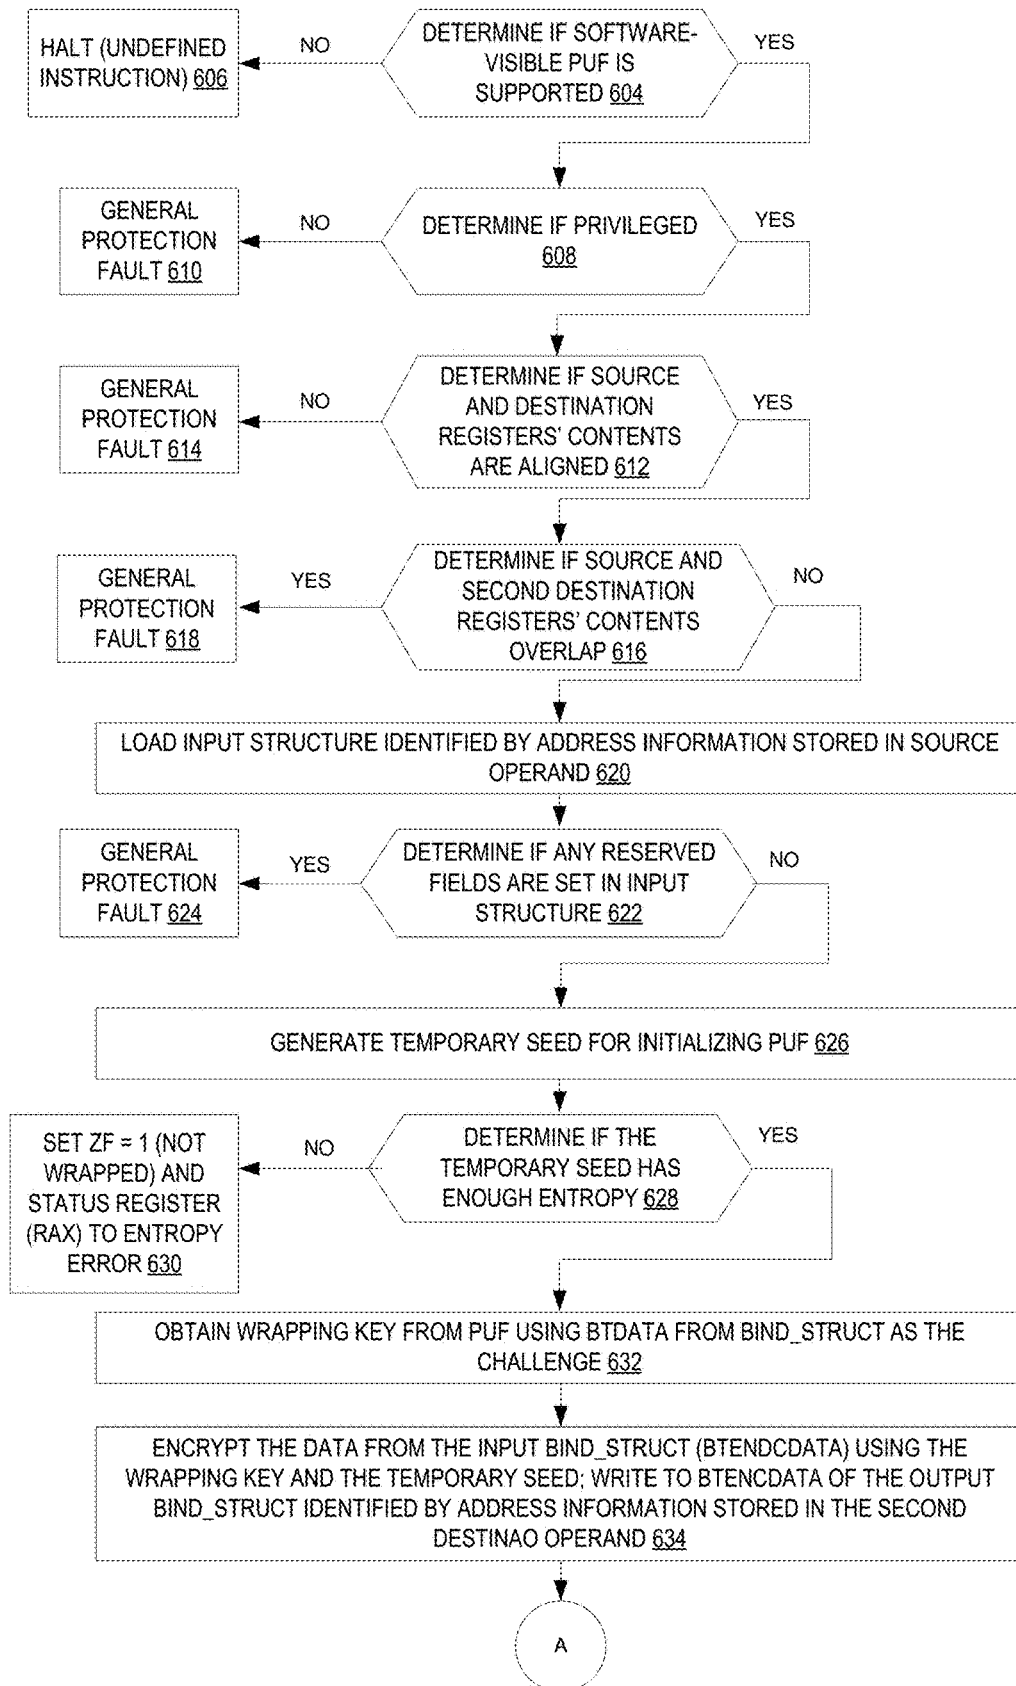 HALT (UNDEFINED
INSTRUCTION) 606
NO
DETERMINE IF SOFTWARE-
VISIBLE PUF IS
SUPPORTED 604
YES
GENERAL
PROTECTION
FAULT 610
NO
DETERMINE IF PRIVILEGED
608
YES
GENERAL
PROTECTION
FAULT 614
NO
DETERMINE IF SOURCE
AND DESTINATION
REGISTERS' CONTENTS
ARE ALIGNED 612
YES
GENERAL
PROTECTION
FAULT 618
YES
DETERMINE IF SOURCE AND
SECOND DESTINATION
REGISTERS' CONTENTS
OVERLAP 616
NO
LOAD INPUT STRUCTURE IDENTIFIED BY ADDRESS INFORMATION STORED IN SOURCE
OPERAND 620
GENERAL
PROTECTION
FAULT 624
YES
DETERMINE IF ANY RESERVED
FIELDS ARE SET IN INPUT
STRUCTURE 622
NO
GENERATE TEMPORARY SEED FOR INITIALIZING PUF 626
SET ZF = 1 (NOT
WRAPPED) AND
STATUS REGISTER
(RAX) TO ENTROPY
ERROR 630
NO
DETERMINE IF THE
TEMPORARY SEED HAS
ENOUGH ENTROPY 628
YES
OBTAIN WRAPPING KEY FROM PUF USING BTDATA FROM BIND_STRUCT AS THE
CHALLENGE 632
ENCRYPT THE DATA FROM THE INPUT BIND_STRUCT (BTENDCDATA) USING THE
WRAPPING KEY AND THE TEMPORARY SEED; WRITE TO BTENCDATA OF THE OUTPUT
BIND_STRUCT IDENTIFIED BY ADDRESS INFORMATION STORED IN THE SECOND
DESTINAO OPERAND 634
A